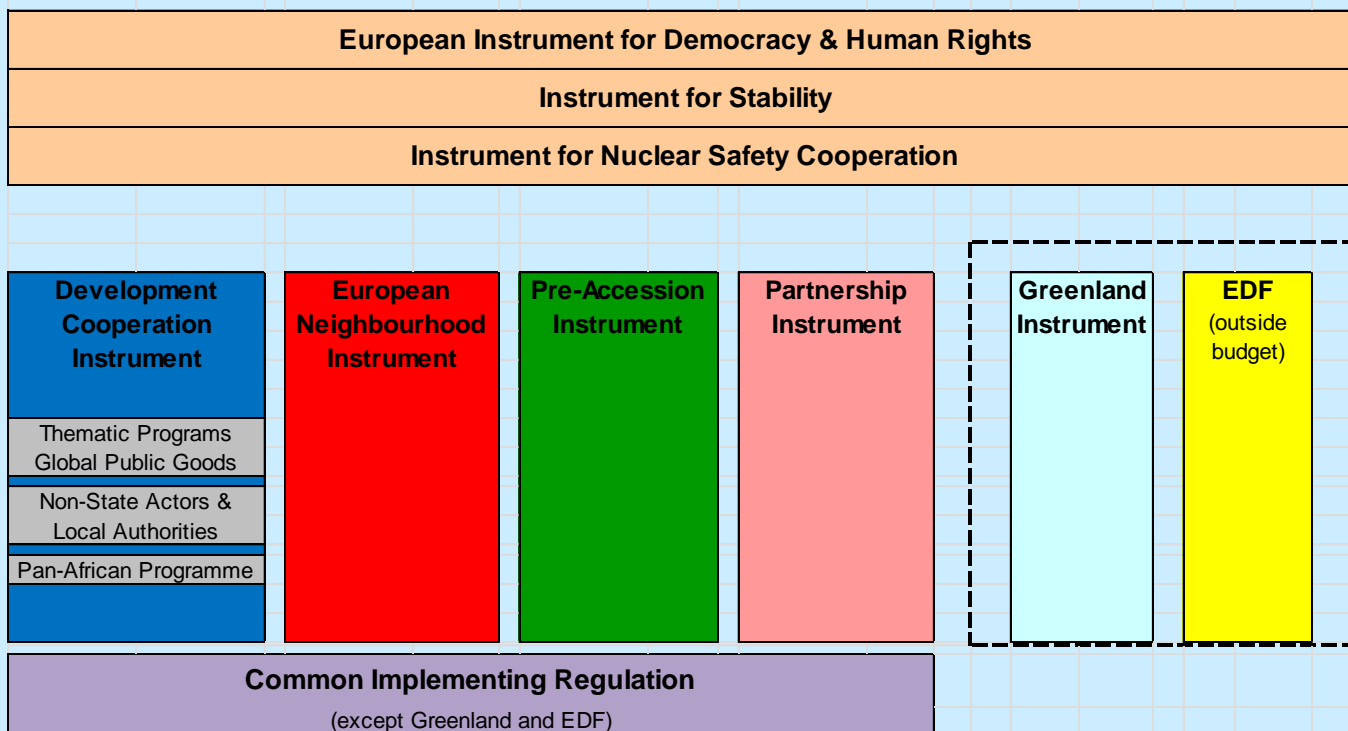 European Instrument for Democracy & Human Rights
Instrument for Stability
Instrument for Nuclear Safety Cooperation
Development
Cooperation
Instrument
Thematic Programs
Global Public Goods
Non-State Actors &
Local Authorities
Pan-African Programme
European
Neighbourhood
Instrument
Pre-Accession
Instrument
Partnership
Instrument
Greenland
Instrument
EDF
(outside
budget)
Common Implementing Regulation
(except Greenland and EDF)